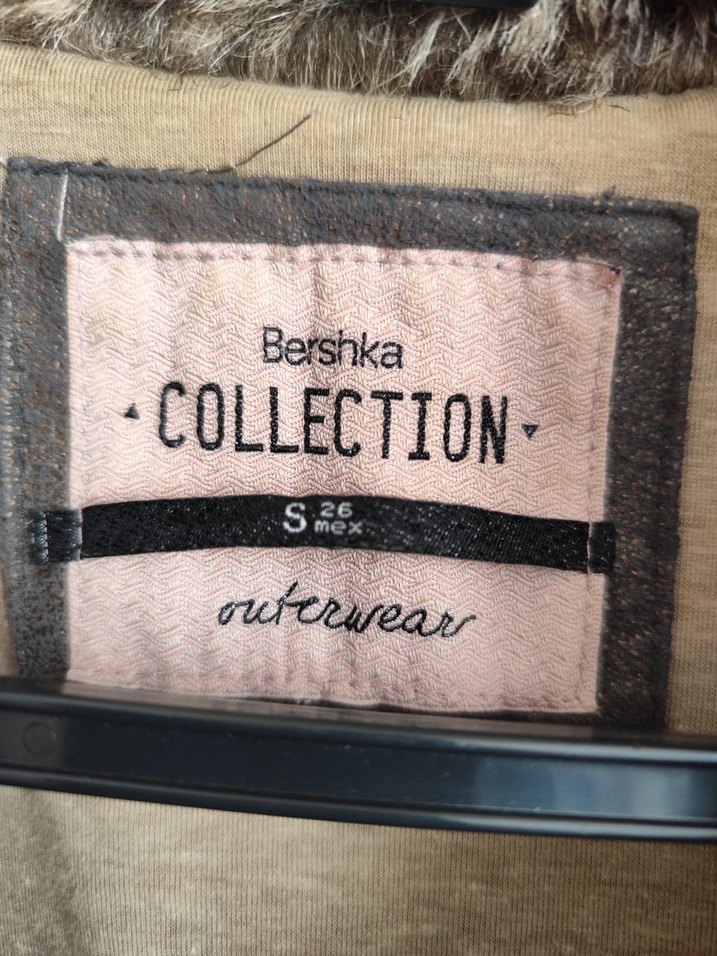 Bershka
COLLECTION
S 26 mex
outerwear